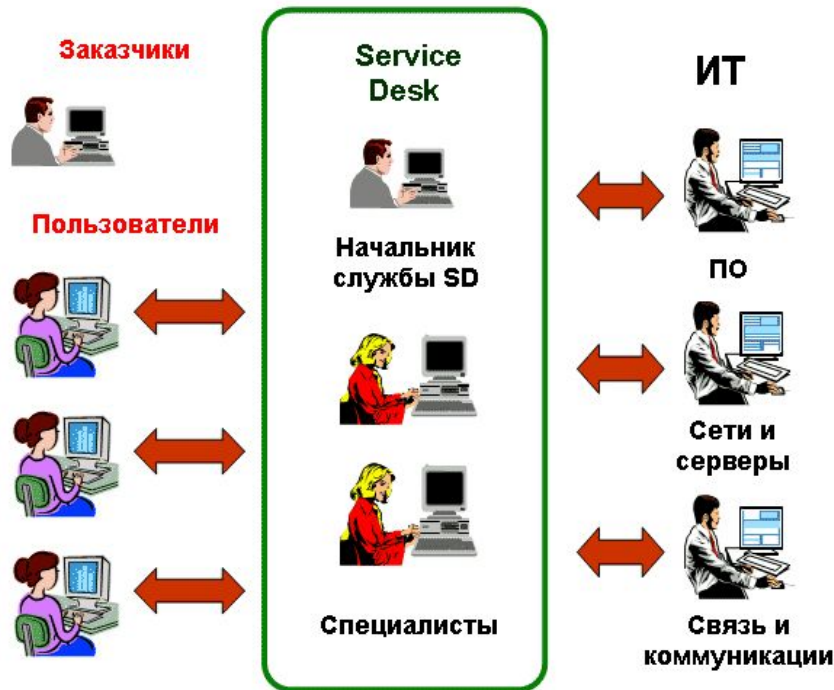 Заказчики
Пользователи
Service
Desk
Начальник
службы SD
Специалисты
ИТ
ПО
Сети и
серверы
Связь и
коммуникации